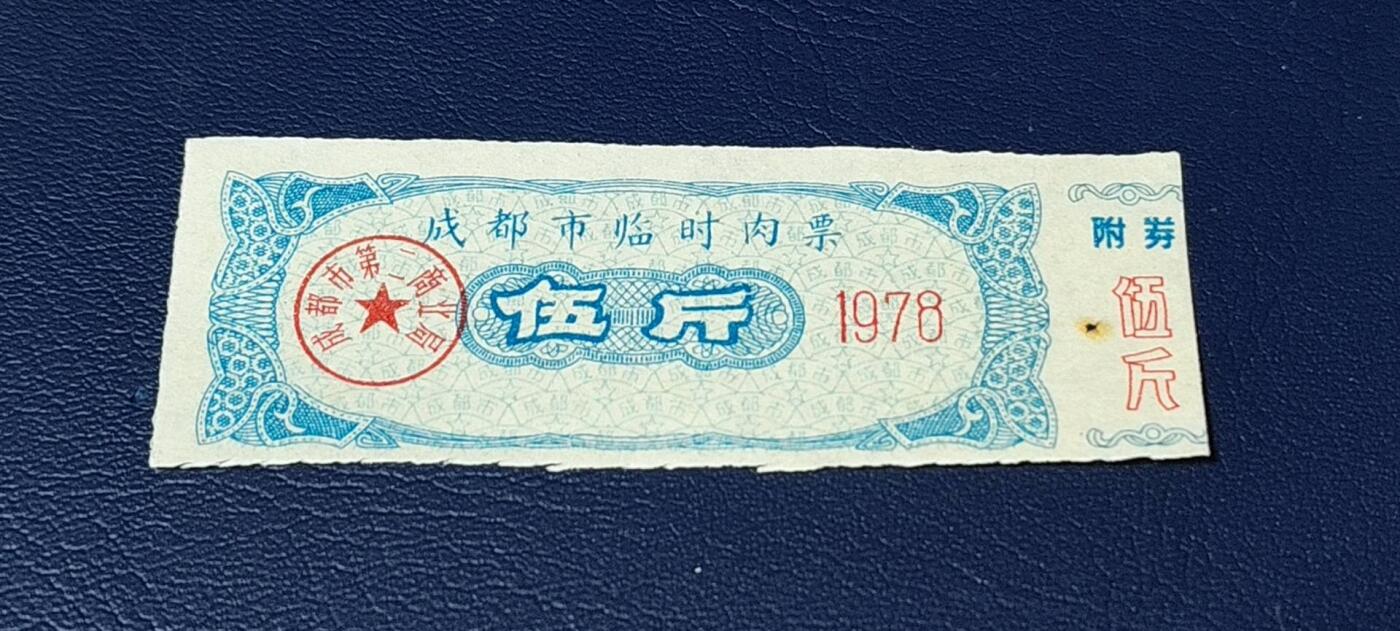 成都市临时肉票
成都市第二商业局
伍斤
1978
附券
伍斤